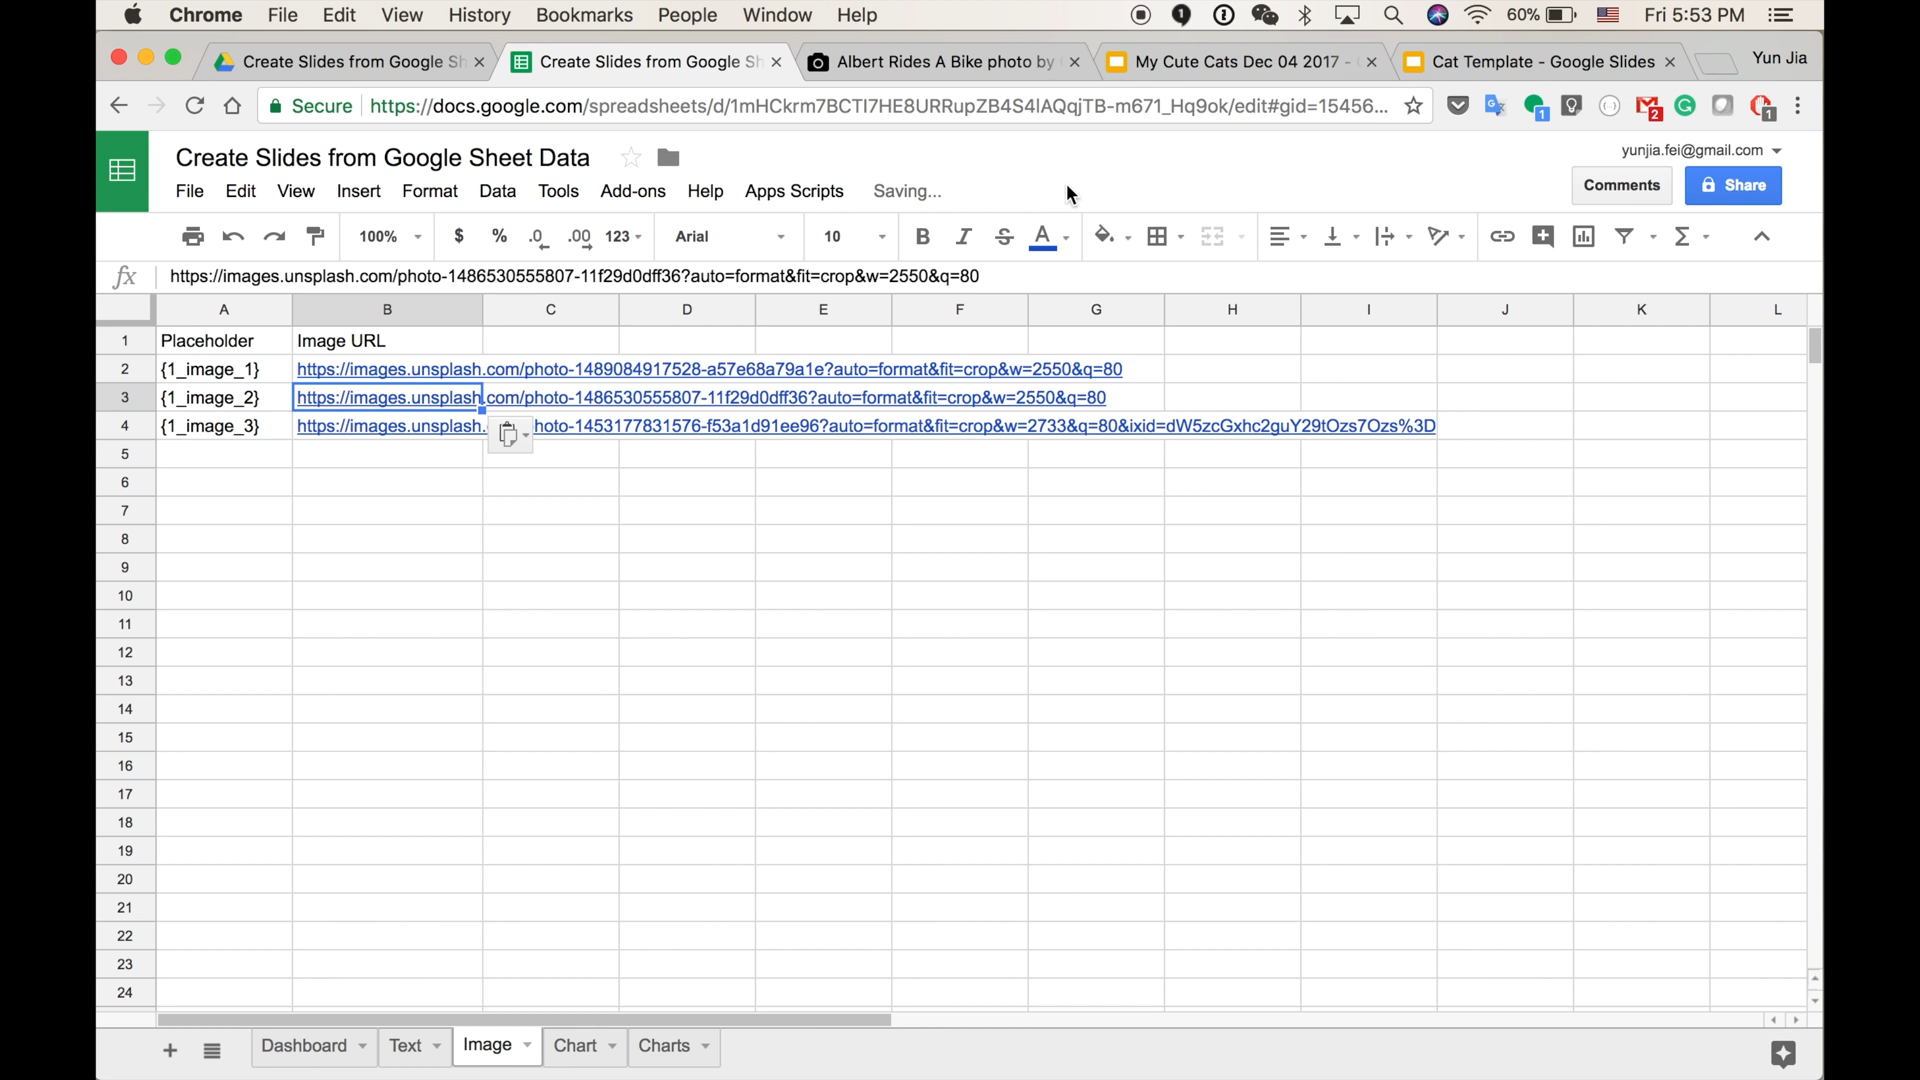 Chrome File Edit View History Bookmarks People Window Help 60% Fri 5:53 PM
Create Slides from Google Sh Create Slides from Google Sh Albert Rides A Bike photo by My Cute Cats Dec 04 2017 - Cat Template - Google Slides Yun Jia
Secure https://docs.google.com/spreadsheets/d/1mHCkrm7BCTI7HE8URRupZB4S4lAQqjTB-m671_Hq9ok/edit#gid=15456... 1 2 1
Create Slides from Google Sheet Data yunjia.fei@gmail.com
File Edit View Insert Format Data Tools Add-ons Help Apps Scripts Saving... Comments Share
100% $ % .0 .00 123 Arial 10 B I S A
fx https://images.unsplash.com/photo-1486530555807-11f29d0dff36?auto=format&fit=crop&w=2550&q=80
A B C D E F G H I J K L
1 Placeholder Image URL
2 {1_image_1} https://images.unsplash.com/photo-1489084917528-a57e68a79a1e?auto=format&fit=crop&w=2550&q=80
3 {1_image_2} https://images.unsplash.com/photo-1486530555807-11f29d0dff36?auto=format&fit=crop&w=2550&q=80
4 {1_image_3} https://images.unsplash. hoto-1453177831576-f53a1d91ee96?auto=format&fit=crop&w=2733&q=80&ixid=dW5zcGxhc2guY29tOzs7Ozs%3D
5
6
7
8
9
10
11
12
13
14
15
16
17
18
19
20
21
22
23
24
Dashboard Text Image Chart Charts